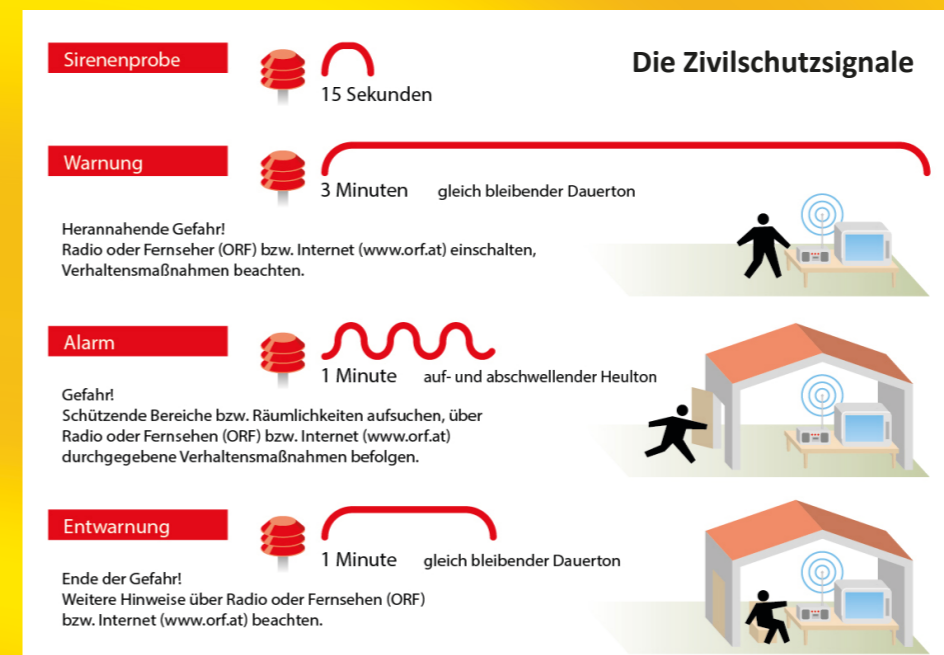 Die Zivilschutzsignale
Sirenenprobe
15 Sekunden
Warnung
3 Minuten gleich bleibender Dauerton
Herannahende Gefahr!
Radio oder Fernseher (ORF) bzw. Internet (www.orf.at) einschalten,
Verhaltensmaßnahmen beachten.
Alarm
1 Minute auf- und abschwellender Heulton
Gefahr!
Schützende Bereiche bzw. Räumlichkeiten aufsuchen, über
Radio oder Fernsehen (ORF) bzw. Internet (www.orf.at)
durchgegebene Verhaltensmaßnahmen befolgen.
Entwarnung
1 Minute gleich bleibender Dauerton
Ende der Gefahr!
Weitere Hinweise über Radio oder Fernsehen (ORF)
bzw. Internet (www.orf.at) beachten.